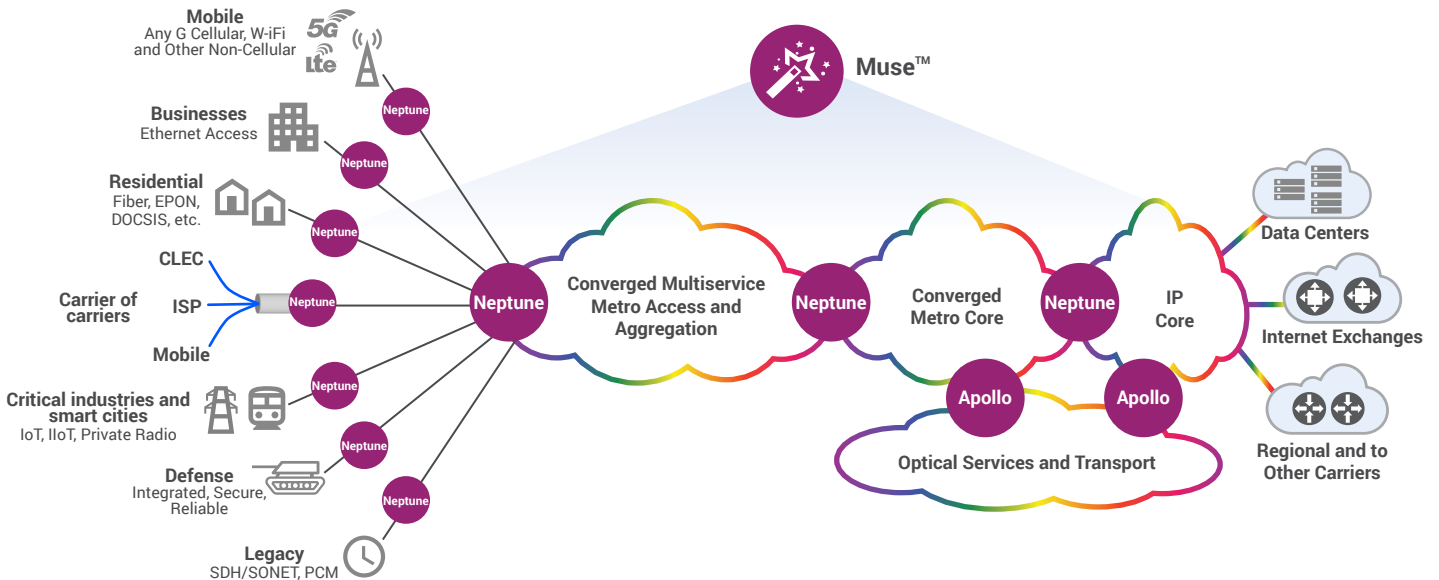 Mobile
Any G Cellular, W-iFi
and Other Non-Cellular
5G
lte
Neptune
Muse™
Businesses
Ethernet Access
Neptune
Residential
Fiber, EPON,
DOCSIS, etc.
Neptune
CLEC
Carrier of
carriers
ISP
Mobile
Neptune
Critical industries and
smart cities
IoT, IIoT, Private Radio
Neptune
Defense
Integrated, Secure,
Reliable
Neptune
Legacy
SDH/SONET, PCM
Neptune
Neptune
Converged Multiservice
Metro Access and
Aggregation
Neptune
Converged
Metro Core
Neptune
IP
Core
Apollo
Apollo
Optical Services and Transport
Data Centers
Internet Exchanges
Regional and to
Other Carriers